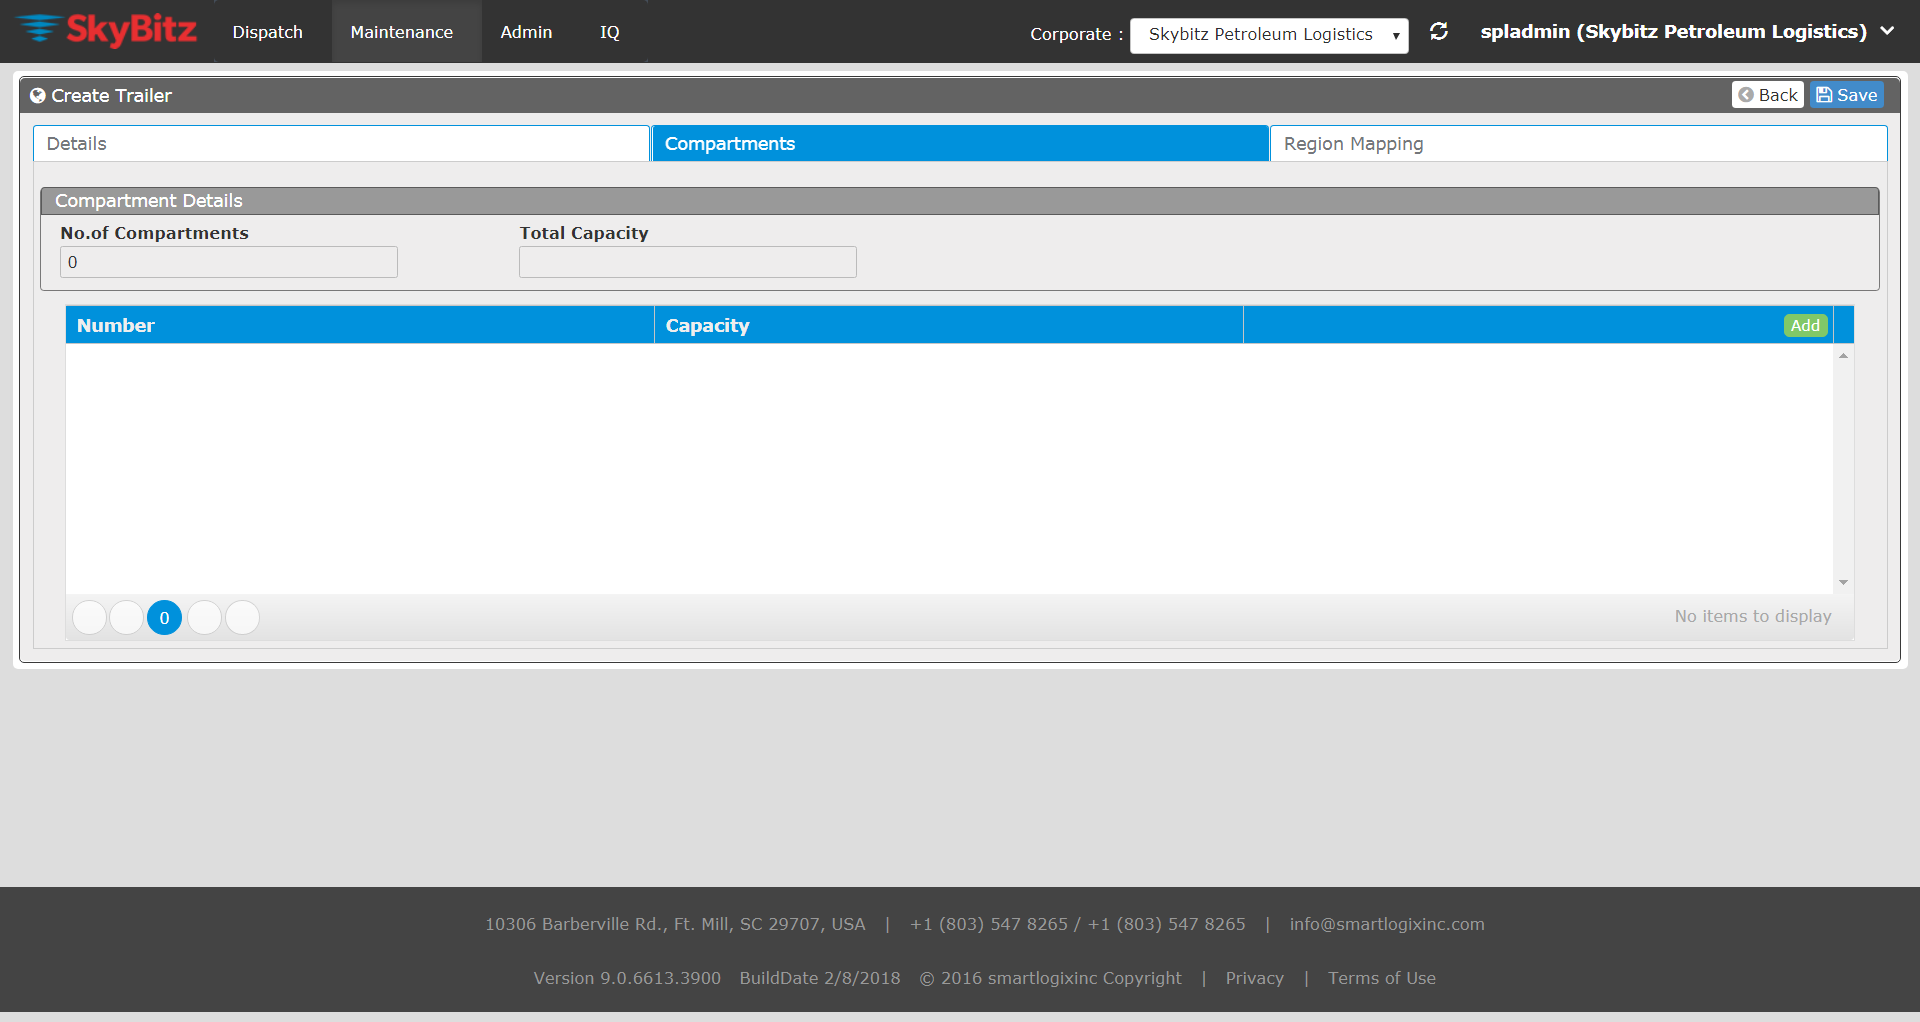 SkyBitz Dispatch Maintenance Admin IQ Corporate : Skybitz Petroleum Logistics spladmin (Skybitz Petroleum Logistics)
Create Trailer Back Save
Details Compartments Region Mapping
Compartment Details
No.of Compartments Total Capacity
0
Number Capacity Add
0 No items to display
10306 Barberville Rd., Ft. Mill, SC 29707, USA | +1 (803) 547 8265 / +1 (803) 547 8265 | info@smartlogixinc.com
Version 9.0.6613.3900 BuildDate 2/8/2018 © 2016 smartlogixinc Copyright | Privacy | Terms of Use